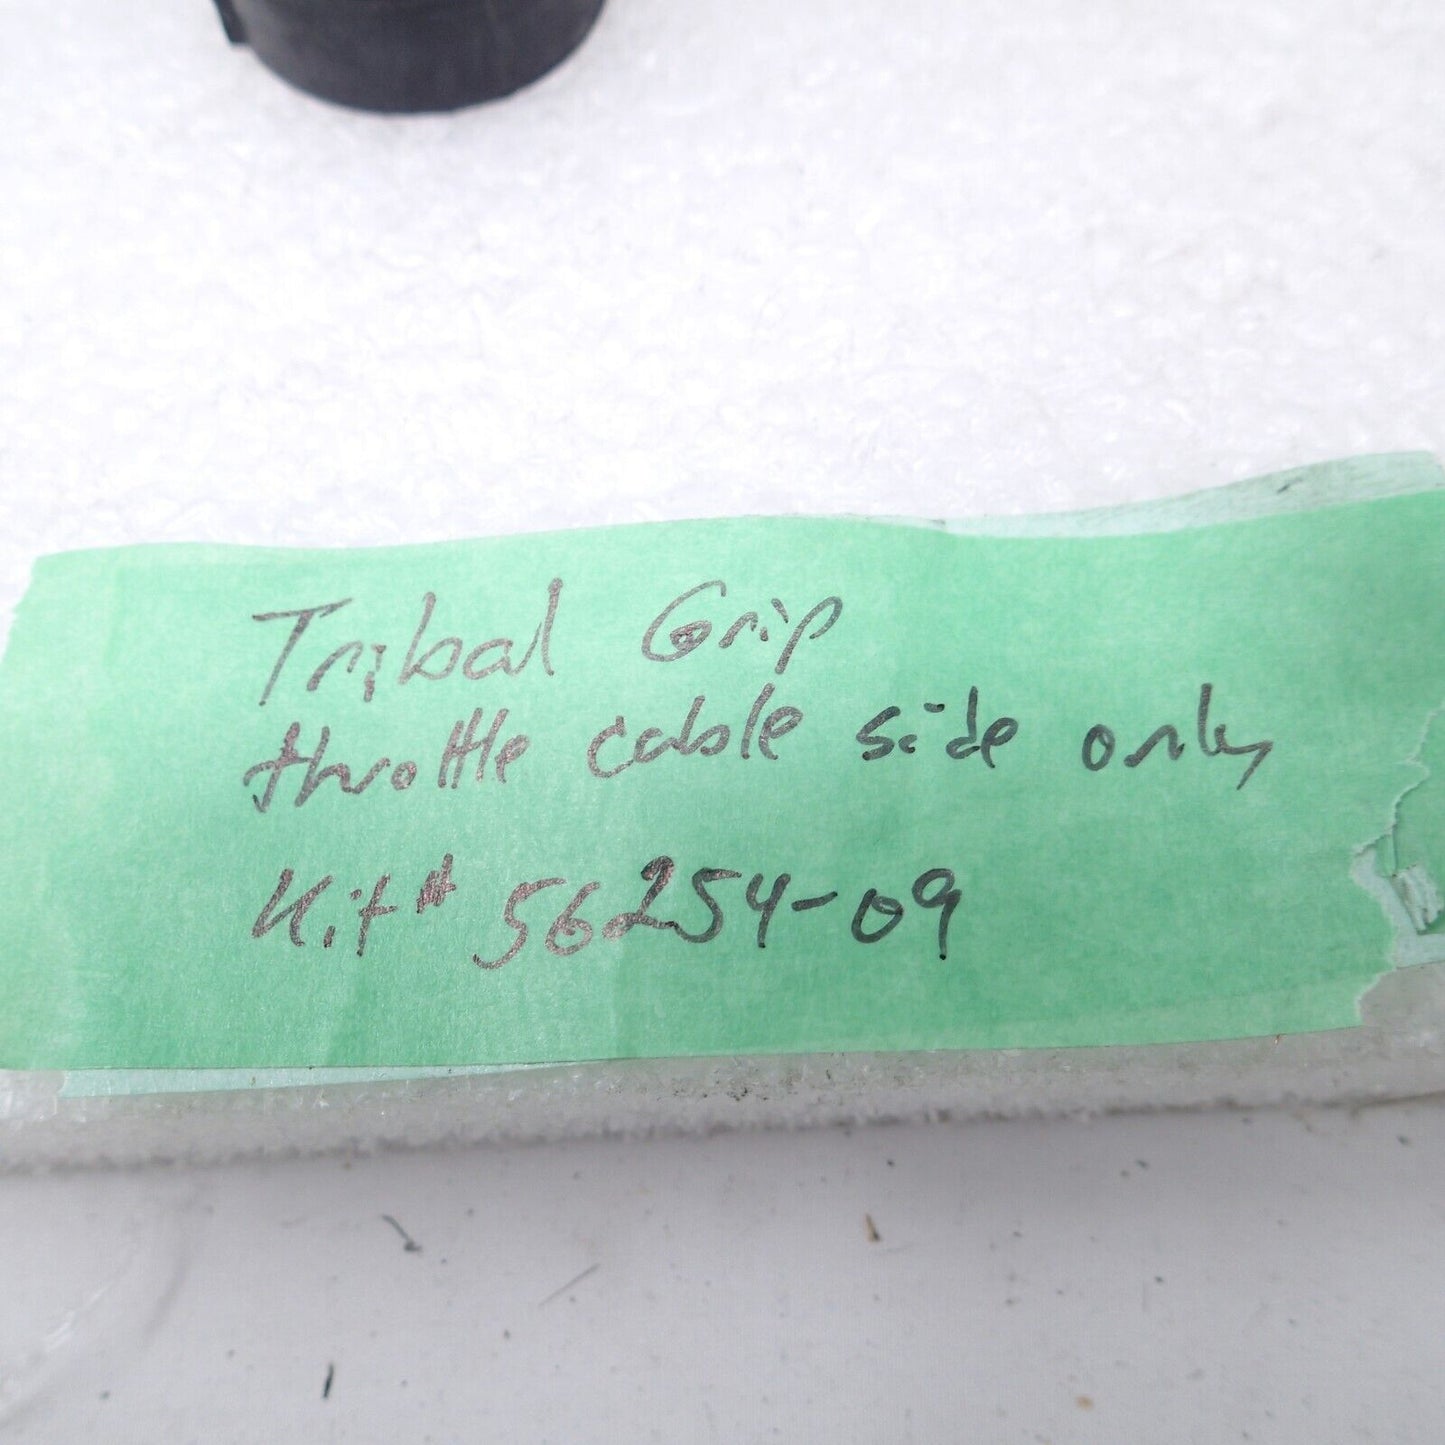 Tribal Grip
throttle cable side only
Kit# 56254-09